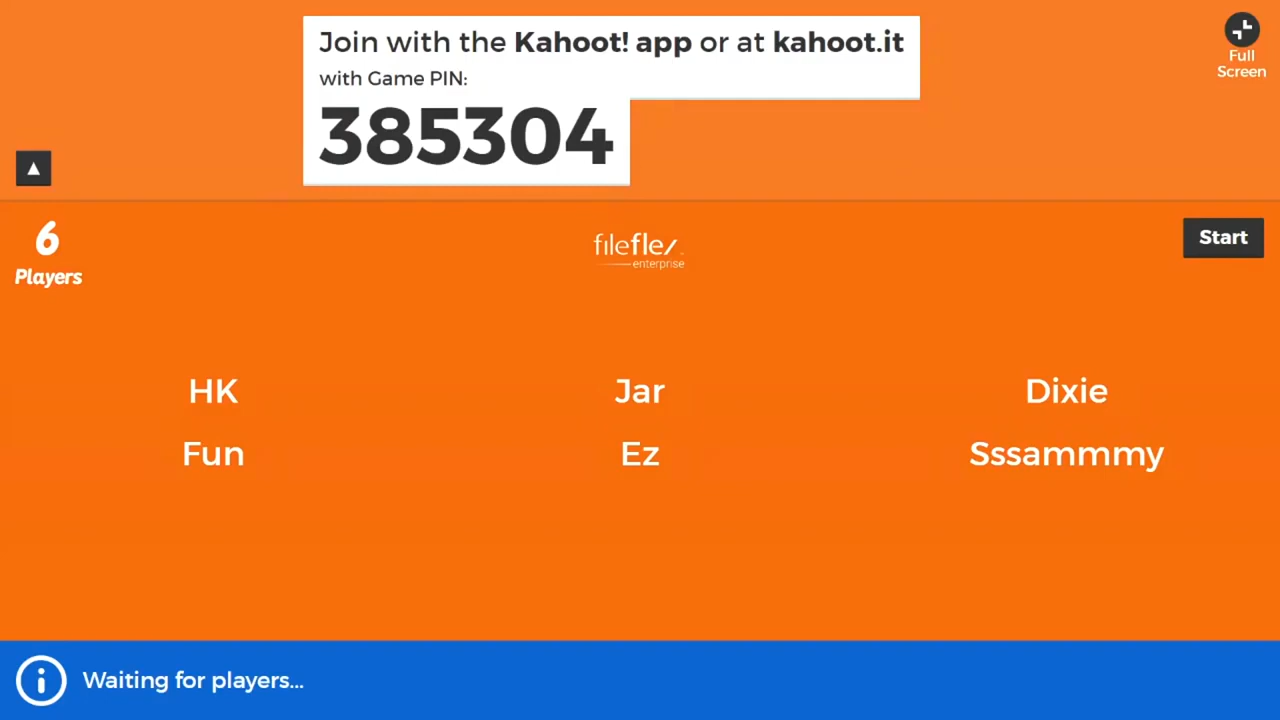 Join with the Kahoot! app or at kahoot.it
with Game PIN:
385304
Full
Screen
▲
6
Players
fileflex
enterprise
Start
HK
Jar
Dixie
Fun
Ez
Sssammmy
Waiting for players...